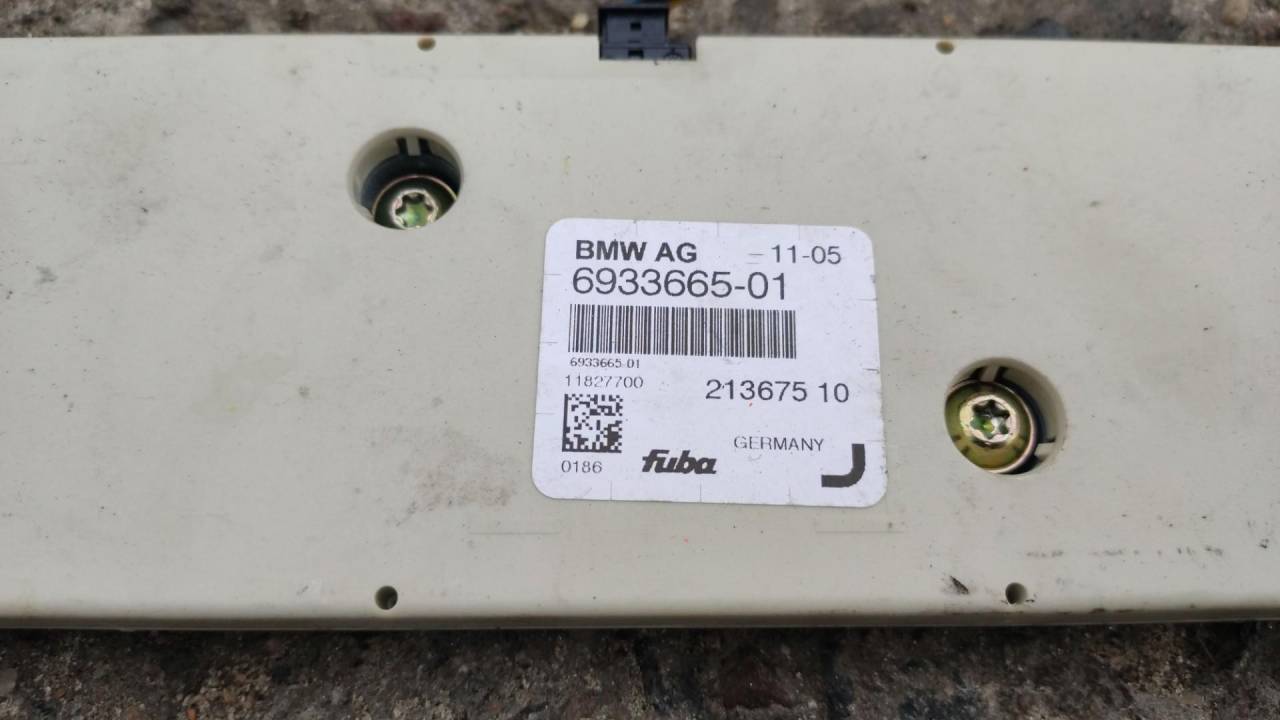 BMW AG – 11-05
6933665-01
6933665-01
11827700
213675 10
GERMANY
0186
fuba
J